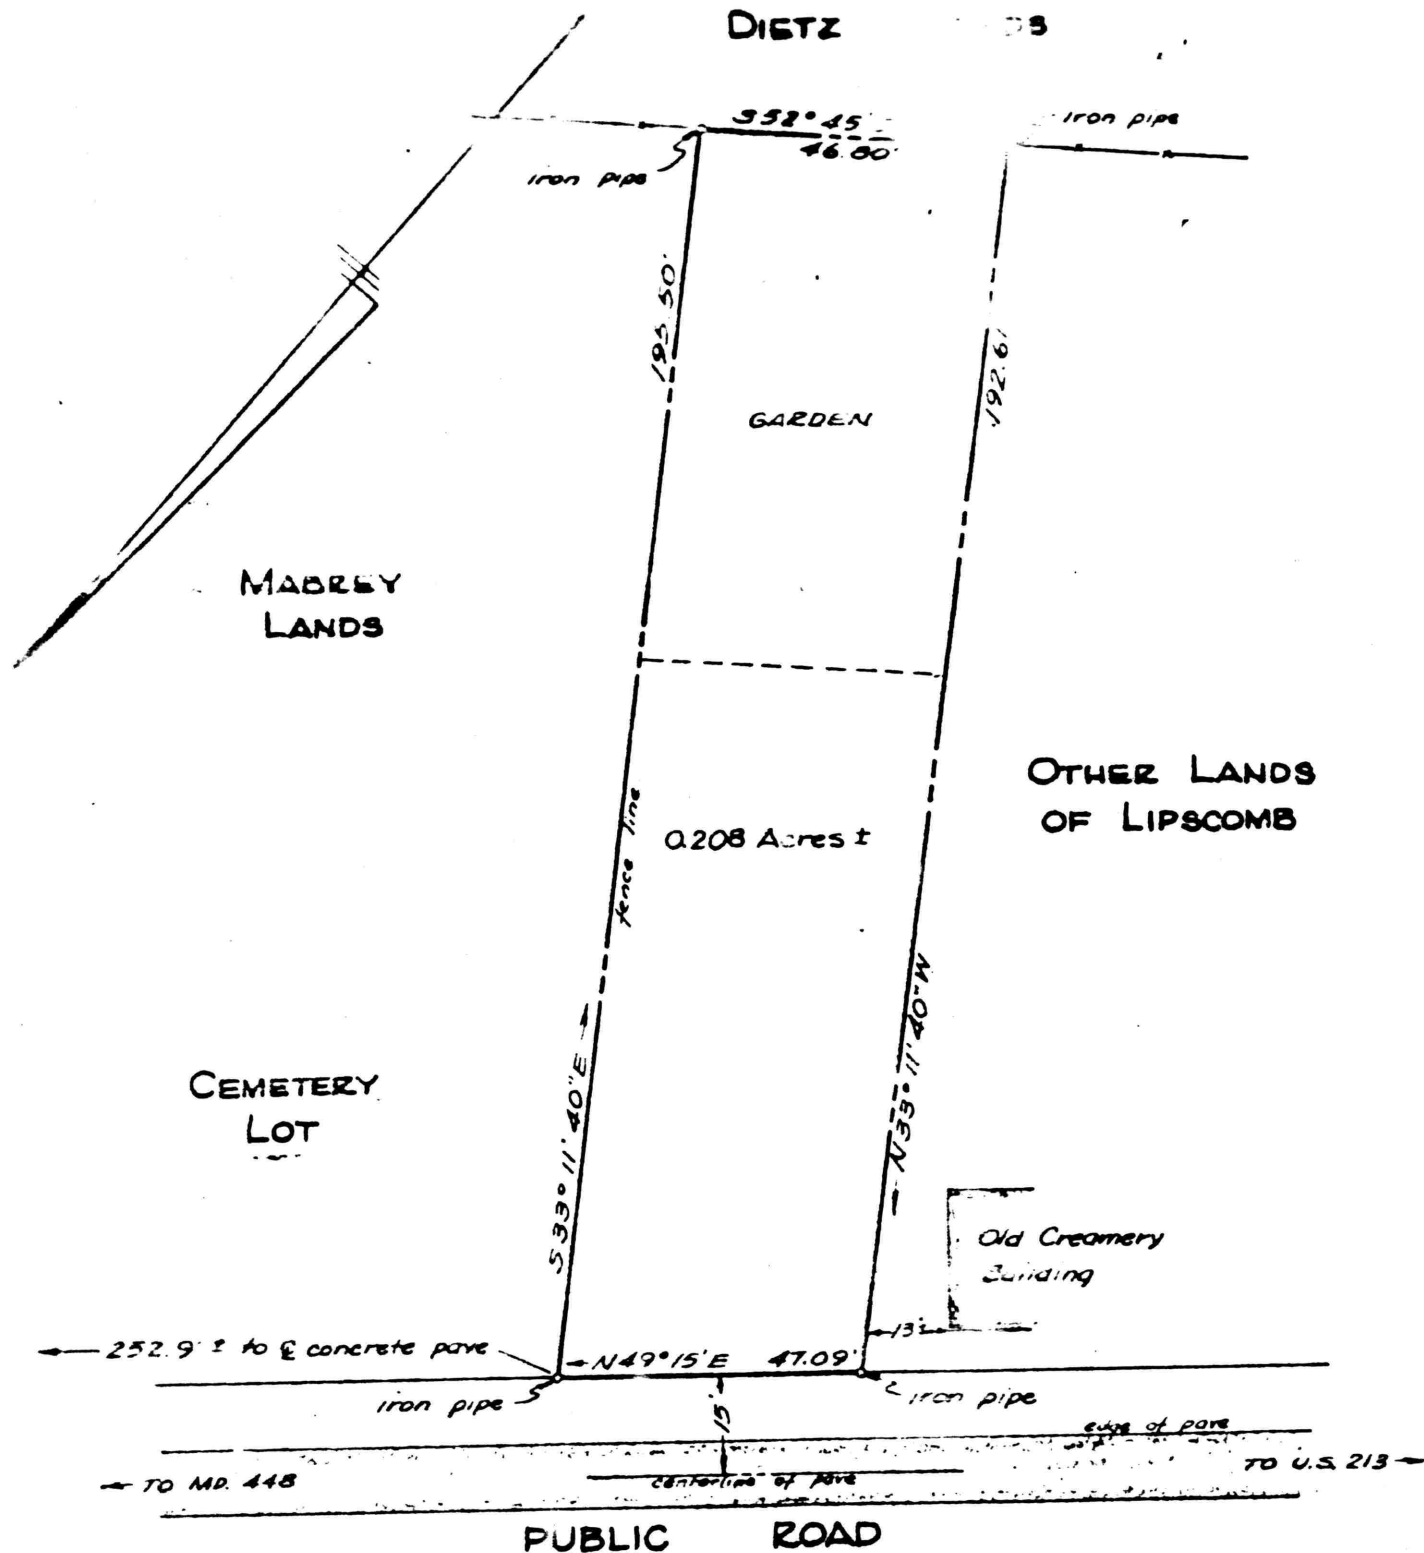 DIETZ
S52° 45'
46.80'
iron pipe
iron pipe
195.50'
192.61
GARDEN
MABREY
LANDS
OTHER LANDS
OF LIPSCOMB
fence line
0.208 Acres ±
CEMETERY
LOT
S33° 11' 40" E
N33° 11' 40" W
Old Creamery
Building
13'±
252.9' ± to ℄ concrete pave
N49° 15' E 47.09'
iron pipe
iron pipe
15'
edge of pave
TO MD. 448
centerline of pave
TO U.S. 213
PUBLIC ROAD